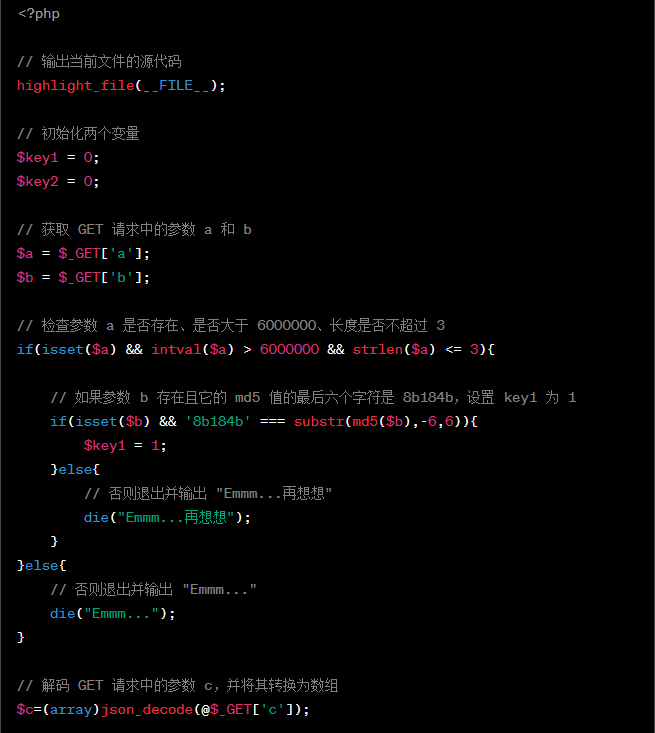 <?php
// 输出当前文件的源代码
highlight_file(__FILE__);
// 初始化两个变量
$key1 = 0;
$key2 = 0;
// 获取 GET 请求中的参数 a 和 b
$a = $_GET['a'];
$b = $_GET['b'];
// 检查参数 a 是否存在、是否大于 6000000、长度是否不超过 3
if(isset($a) && intval($a) > 6000000 && strlen($a) <= 3){
    // 如果参数 b 存在且它的 md5 值的最后六个字符是 8b184b，设置 key1 为 1
    if(isset($b) && '8b184b' === substr(md5($b),-6,6)){
        $key1 = 1;
    }else{
        // 否则退出并输出 "Emmm...再想想"
        die("Emmm...再想想");
    }
}else{
    // 否则退出并输出 "Emmm..."
    die("Emmm...");
}
// 解码 GET 请求中的参数 c，并将其转换为数组
$c=(array)json_decode(@$_GET['c']);